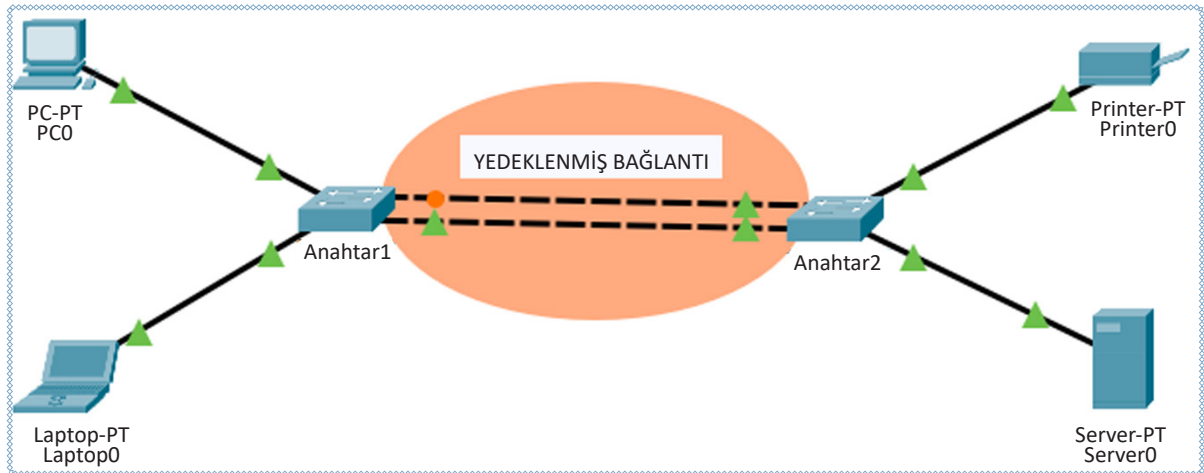 PC-PT
PC0
Printer-PT
Printer0
YEDEKLENMİŞ BAĞLANTI
Anahtar1
Anahtar2
Laptop-PT
Laptop0
Server-PT
Server0